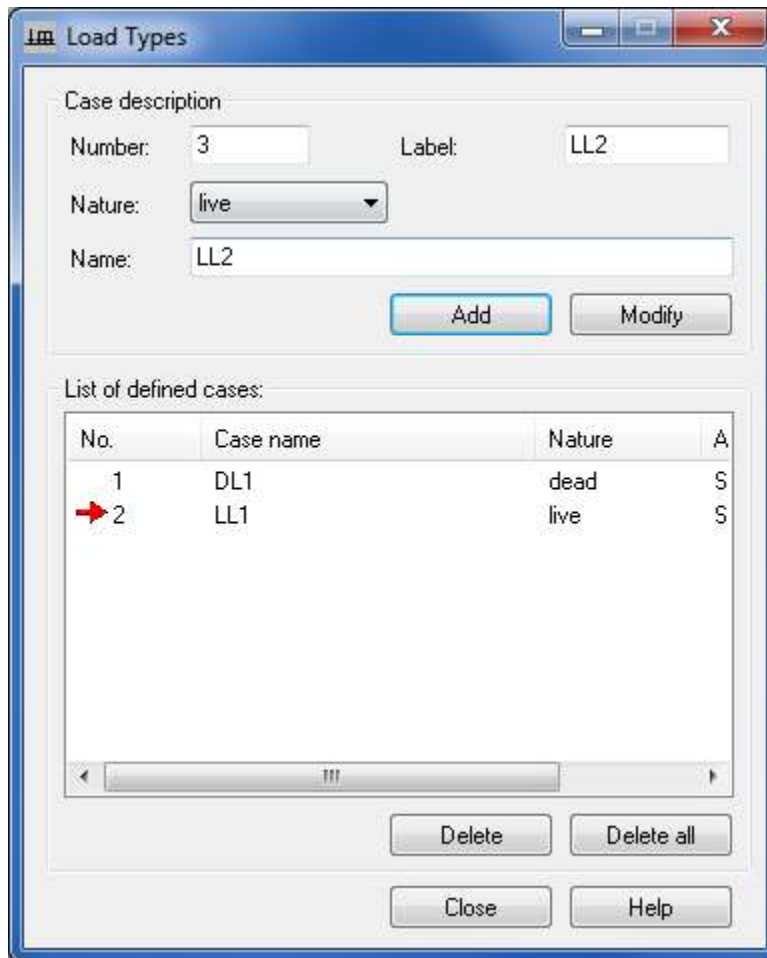 Load Types
Case description
Number: 3 Label: LL2
Nature: live
Name: LL2
Add Modify
List of defined cases:
No. Case name Nature A
1 DL1 dead S
2 LL1 live S
Delete Delete all
Close Help